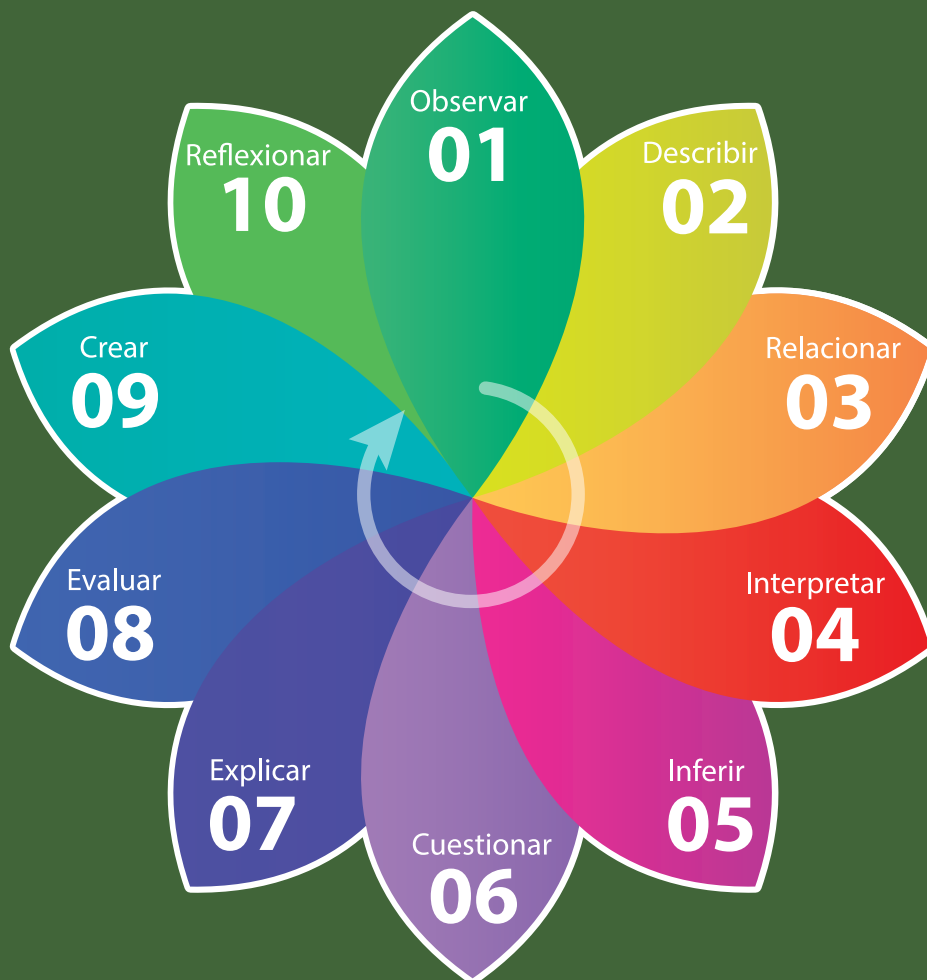 Observar
01
Describir
02
Relacionar
03
Interpretar
04
Inferir
05
Cuestionar
06
Explicar
07
Evaluar
08
Crear
09
Reflexionar
10